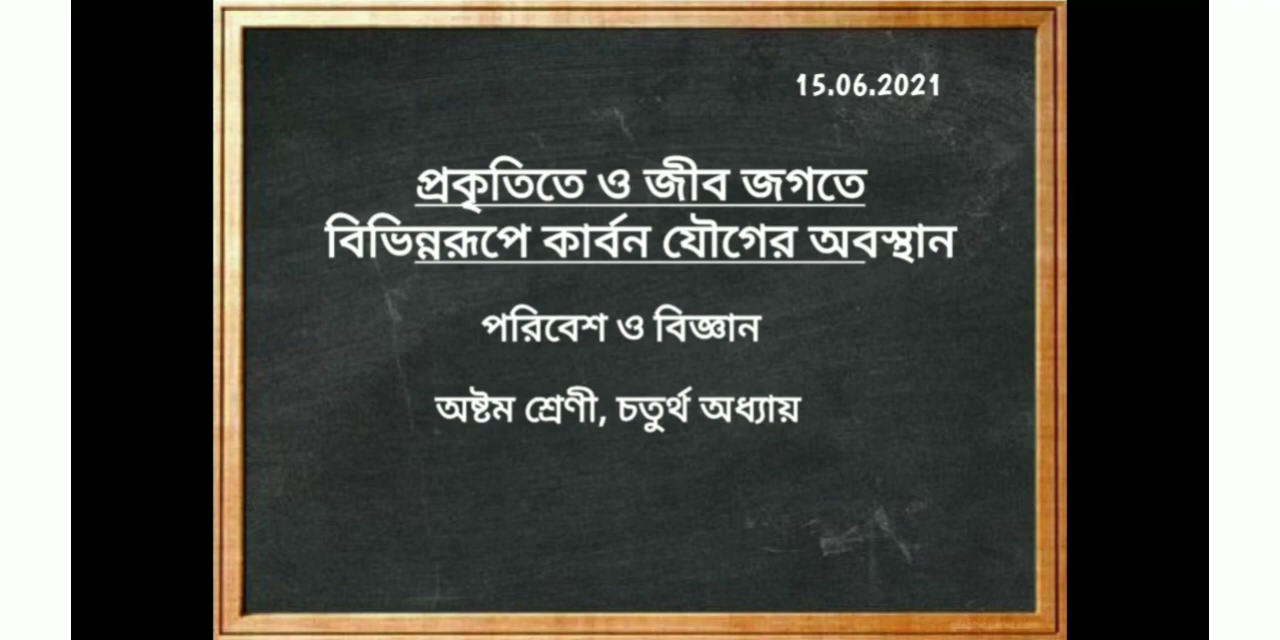 15.06.2021
প্রকৃতিতে ও জীব জগতে
বিভিন্নরূপে কার্বন যৌগের অবস্থান
পরিবেশ ও বিজ্ঞান
অষ্টম শ্রেণী, চতুর্থ অধ্যায়